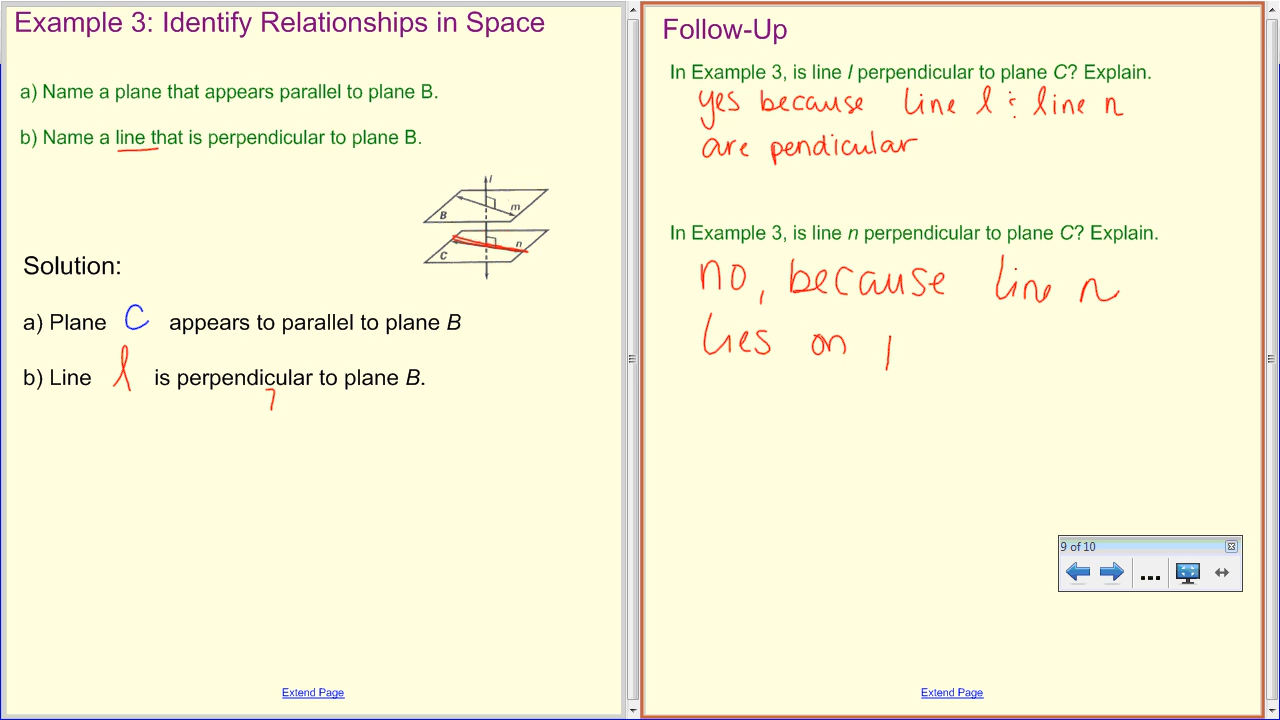 Example 3: Identify Relationships in Space
a) Name a plane that appears parallel to plane B.
b) Name a line that is perpendicular to plane B.
l
B
m
C
n
Solution:
a) Plane C appears to parallel to plane B
b) Line l is perpendicular to plane B.
Extend Page
Follow-Up
In Example 3, is line l perpendicular to plane C? Explain.
yes because line l : line n
are pendicular
In Example 3, is line n perpendicular to plane C? Explain.
no, because line n
lies on
9 of 10
...
Extend Page